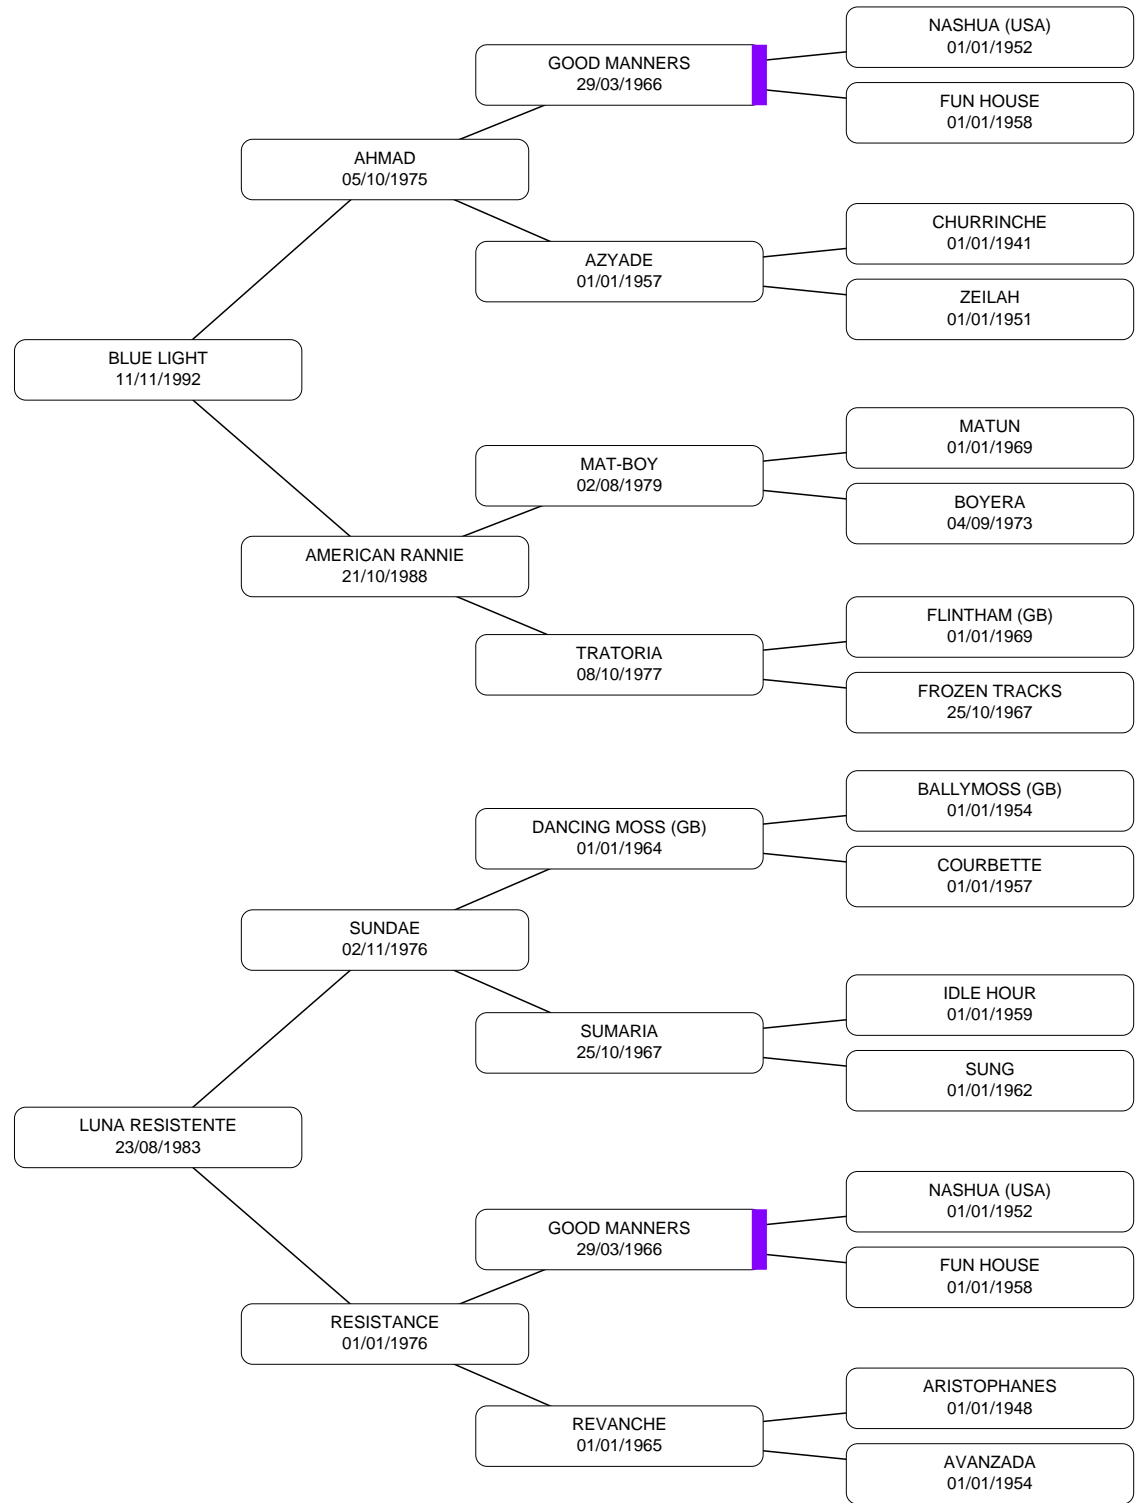 NASHUA (USA)
01/01/1952
GOOD MANNERS
29/03/1966
FUN HOUSE
01/01/1958
AHMAD
05/10/1975
CHURRINCHE
01/01/1941
AZYADE
01/01/1957
ZEILAH
01/01/1951
BLUE LIGHT
11/11/1992
MATUN
01/01/1969
MAT-BOY
02/08/1979
BOYERA
04/09/1973
AMERICAN RANNIE
21/10/1988
FLINTHAM (GB)
01/01/1969
TRATORIA
08/10/1977
FROZEN TRACKS
25/10/1967
BALLYMOSS (GB)
01/01/1954
DANCING MOSS (GB)
01/01/1964
COURBETTE
01/01/1957
SUNDAE
02/11/1976
IDLE HOUR
01/01/1959
SUMARIA
25/10/1967
SUNG
01/01/1962
LUNA RESISTENTE
23/08/1983
NASHUA (USA)
01/01/1952
GOOD MANNERS
29/03/1966
FUN HOUSE
01/01/1958
RESISTANCE
01/01/1976
ARISTOPHANES
01/01/1948
REVANCHE
01/01/1965
AVANZADA
01/01/1954